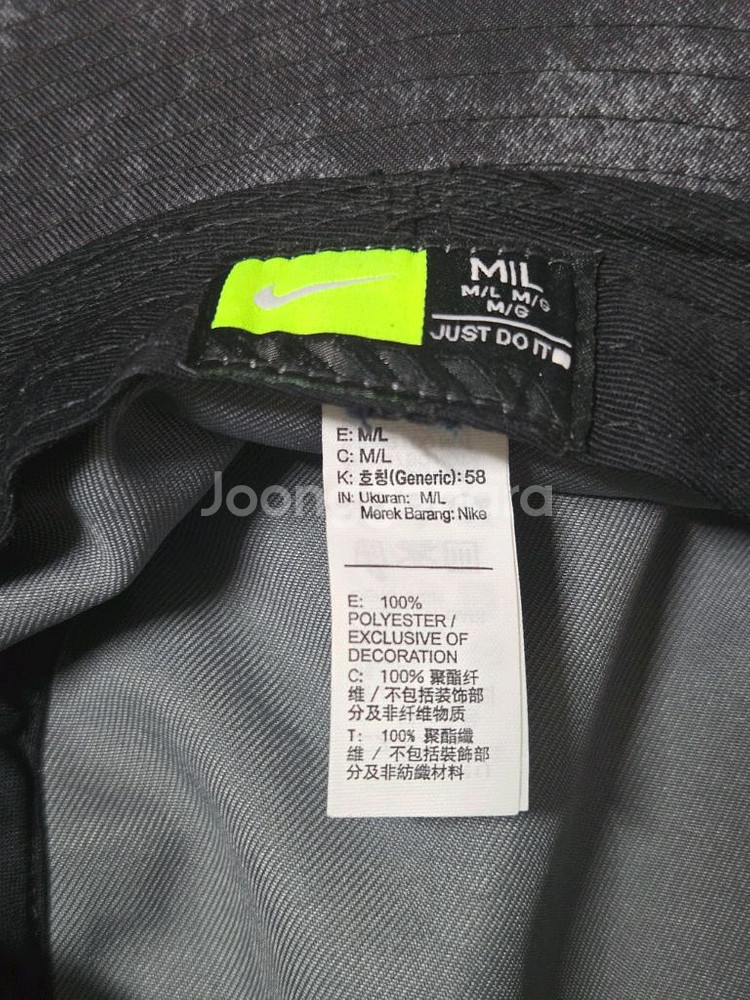 M/L
M/L M/G
M/G
JUST DO IT
E: M/L
C: M/L
K: 호칭(Generic): 58
IN: Ukuran: M/L
Merek Barang: Nike
Joonggonara
E: 100%
POLYESTER /
EXCLUSIVE OF
DECORATION
C: 100% 聚酯纤
维 / 不包括装饰部
分及非纤维物质
T: 100% 聚酯纖
維 / 不包括裝飾部
分及非紡織材料